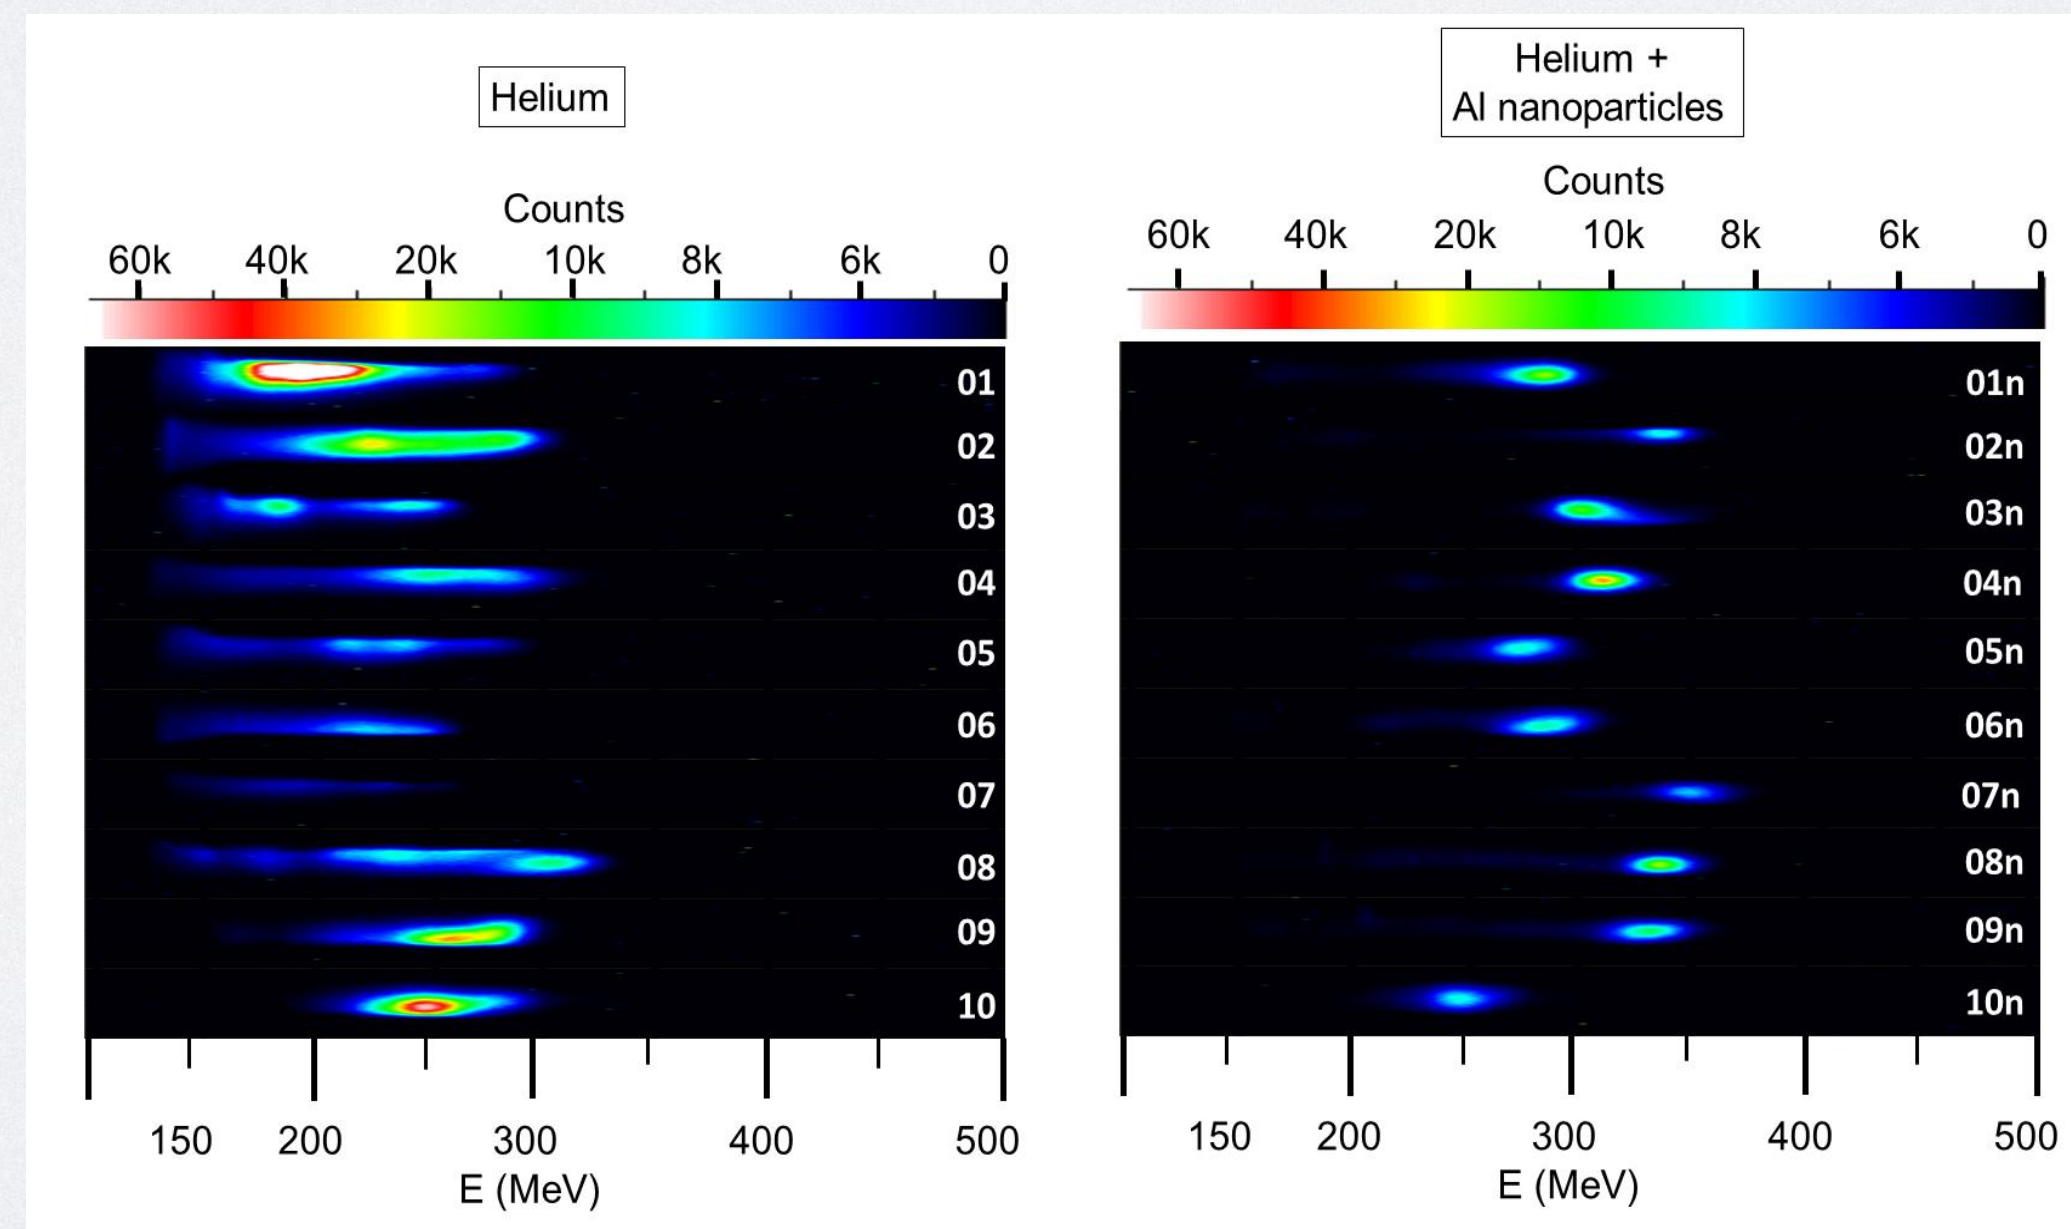 Helium
Counts
60k 40k 20k 10k 8k 6k 0
01
02
03
04
05
06
07
08
09
10
150 200 300 400 500
E (MeV)
Helium +
Al nanoparticles
Counts
60k 40k 20k 10k 8k 6k 0
01n
02n
03n
04n
05n
06n
07n
08n
09n
10n
150 200 300 400 500
E (MeV)